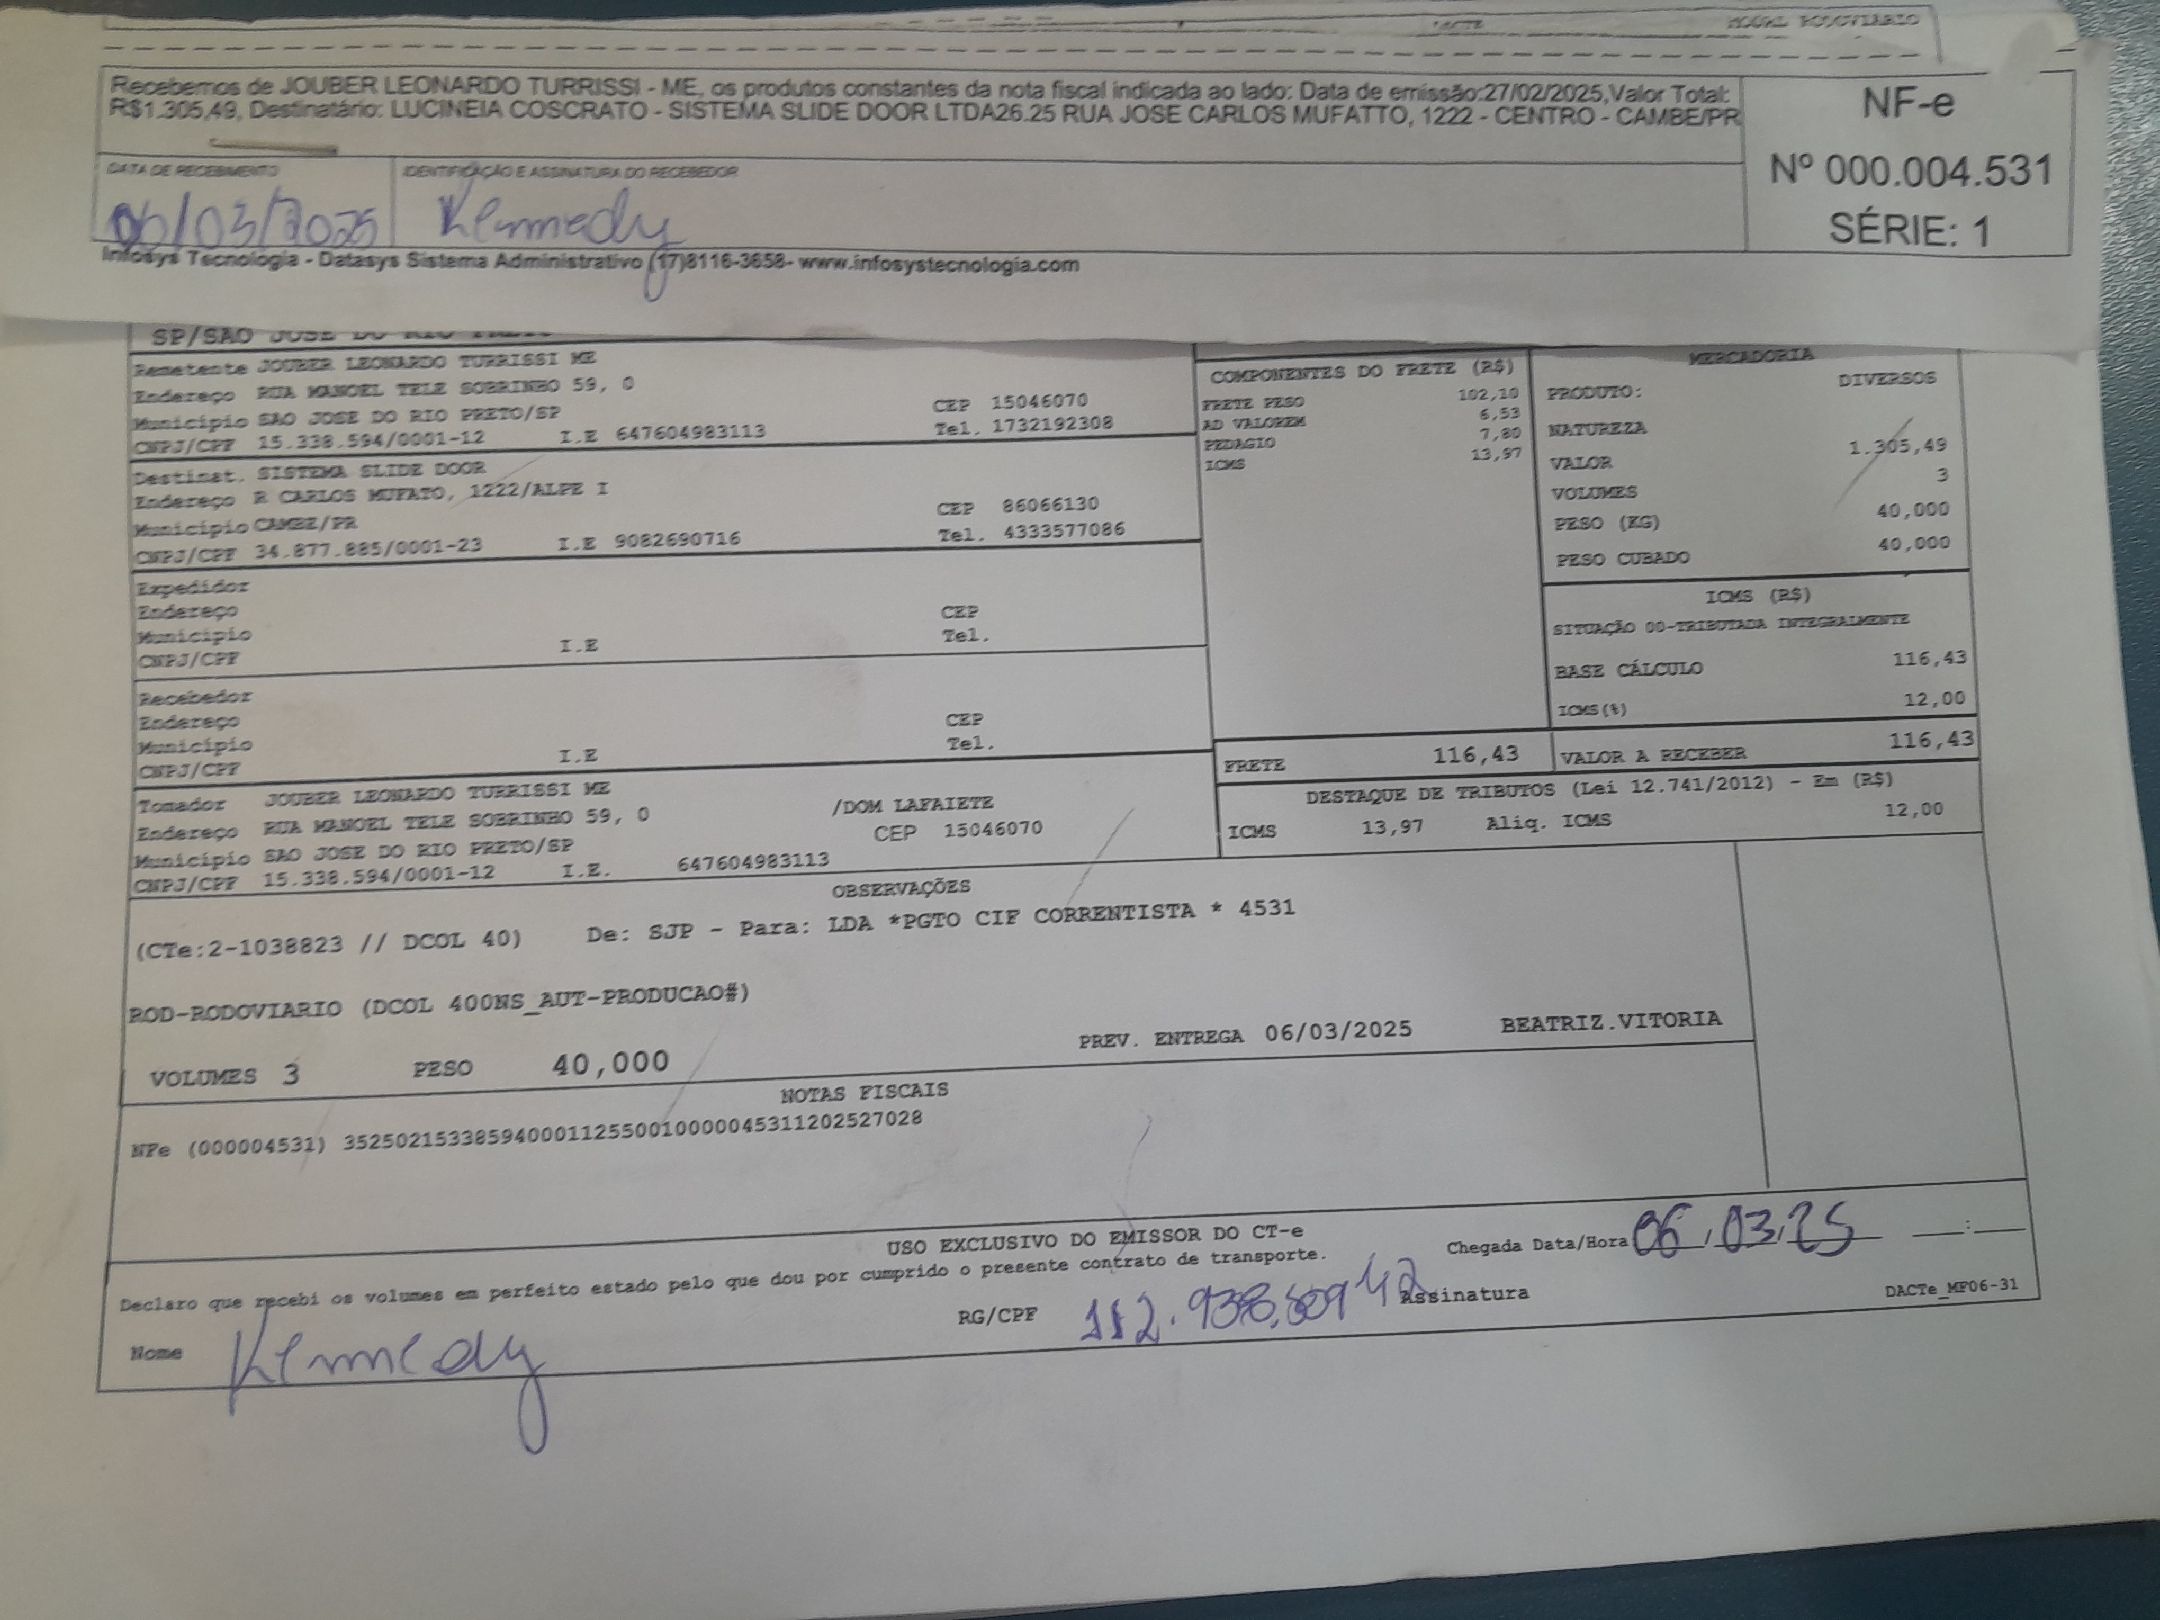 DACTE MODAL RODOVIARIO
Recebemos de JOUBER LEONARDO TURRISSI - ME, os produtos constantes da nota fiscal indicada ao lado: Data de emissão:27/02/2025,Valor Total:
R$1.305,49, Destinatário: LUCINEIA COSCRATO - SISTEMA SLIDE DOOR LTDA26.25 RUA JOSE CARLOS MUFATTO, 1222 - CENTRO - CAMBE/PR
NF-e
Nº 000.004.531
SÉRIE: 1
DATA DE RECEBIMENTO IDENTIFICAÇÃO E ASSINATURA DO RECEBEDOR
06/03/2025 Kennedy
Infosys Tecnologia - Datasys Sistema Administrativo (17)8116-3658- www.infosystecnologia.com
SP/SAO JOSE DO RIO PRETO
Remetente JOUBER LEONARDO TURRISSI ME
Endereço RUA MANOEL TELE SOBRINHO 59, 0
Município SAO JOSE DO RIO PRETO/SP CEP 15046070
CNPJ/CPF 15.338.594/0001-12 I.E 647604983113 Tel. 1732192308
Destinat. SISTEMA SLIDE DOOR
Endereço R CARLOS MUFATO, 1222/ALPE I
Município CAMBE/PR CEP 86066130
CNPJ/CPF 34.877.885/0001-23 I.E 9082690716 Tel. 4333577086
Expedidor
Endereço
Município CEP
CNPJ/CPF I.E Tel.
Recebedor
Endereço
Município CEP
CNPJ/CPF I.E Tel.
Tomador JOUBER LEONARDO TURRISSI ME
Endereço RUA MANOEL TELE SOBRINHO 59, 0 /DOM LAFAIETE
Município SAO JOSE DO RIO PRETO/SP CEP 15046070
CNPJ/CPF 15.338.594/0001-12 I.E. 647604983113
COMPONENTES DO FRETE (R$)
FRETE PESO 102,10
AD VALOREM 6,53
PEDAGIO 7,80
ICMS 13,97
MERCADORIA
PRODUTO: DIVERSOS
NATUREZA
VALOR 1.305,49
VOLUMES 3
PESO (KG) 40,000
PESO CUBADO 40,000
ICMS (R$)
SITUAÇÃO 00-TRIBUTADA INTEGRALMENTE
BASE CÁLCULO 116,43
ICMS(%) 12,00
FRETE 116,43 VALOR A RECEBER 116,43
DESTAQUE DE TRIBUTOS (Lei 12.741/2012) - Em (R$)
ICMS 13,97 Aliq. ICMS 12,00
OBSERVAÇÕES
(CTe:2-1038823 // DCOL 40) De: SJP - Para: LDA *PGTO CIF CORRENTISTA * 4531
ROD-RODOVIARIO (DCOL 400NS_AUT-PRODUCAO#)
PREV. ENTREGA 06/03/2025 BEATRIZ.VITORIA
VOLUMES 3 PESO 40,000
NOTAS FISCAIS
NFe (000004531) 35250215338594000112550010000045311202527028
USO EXCLUSIVO DO EMISSOR DO CT-e
Declaro que recebi os volumes em perfeito estado pelo que dou por cumprido o presente contrato de transporte.
Chegada Data/Hora 06/03/25 :
Nome Kennedy RG/CPF Assinatura
DACTe_MF06-31